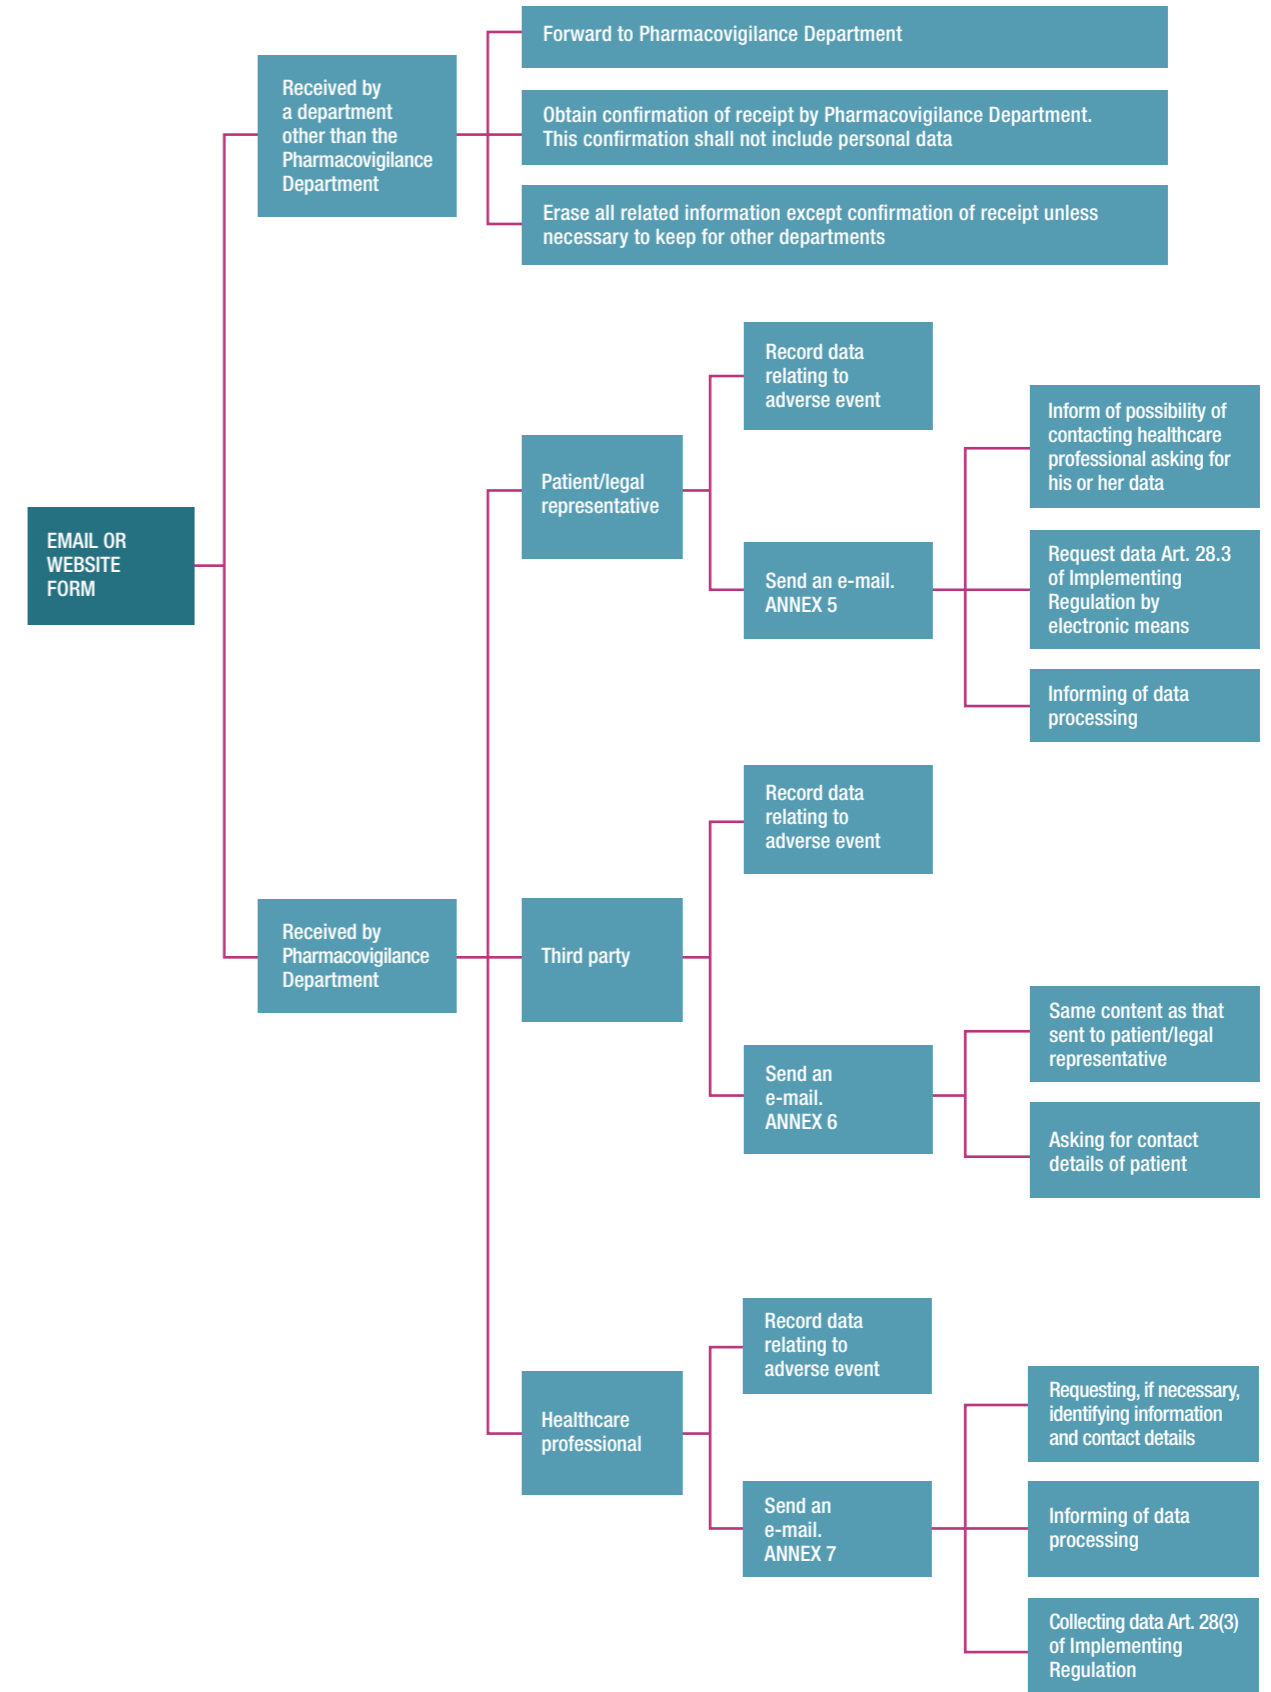 Forward to Pharmacovigilance Department
Received by
a department
other than the
Pharmacovigilance
Department
Obtain confirmation of receipt by Pharmacovigilance Department.
This confirmation shall not include personal data
Erase all related information except confirmation of receipt unless
necessary to keep for other departments
EMAIL OR
WEBSITE
FORM
Received by
Pharmacovigilance
Department
Patient/legal
representative
Record data
relating to
adverse event
Send an e-mail.
ANNEX 5
Inform of possibility of
contacting healthcare
professional asking for
his or her data
Request data Art. 28.3
of Implementing
Regulation by
electronic means
Informing of data
processing
Third party
Record data
relating to
adverse event
Send an
e-mail.
ANNEX 6
Same content as that
sent to patient/legal
representative
Asking for contact
details of patient
Healthcare
professional
Record data
relating to
adverse event
Send an
e-mail.
ANNEX 7
Requesting, if necessary,
identifying information
and contact details
Informing of data
processing
Collecting data Art. 28(3)
of Implementing
Regulation